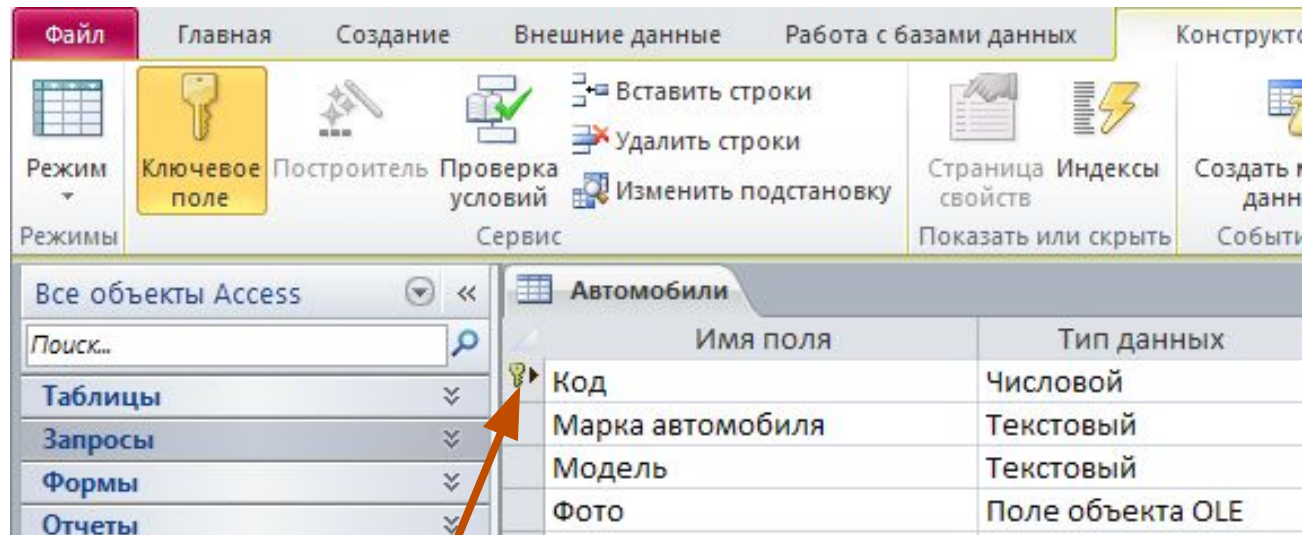 Файл Главная Создание Внешние данные Работа с базами данных Конструкто
Режим
Ключевое поле
Построитель
Проверка условий
Вставить строки
Удалить строки
Изменить подстановку
Страница свойств
Индексы
Создать
данн
Режимы Сервис Показать или скрыть Событи
Все объекты Access
Поиск...
Таблицы
Запросы
Формы
Отчеты
Автомобили
Имя поля Тип данных
Код Числовой
Марка автомобиля Текстовый
Модель Текстовый
Фото Поле объекта OLE